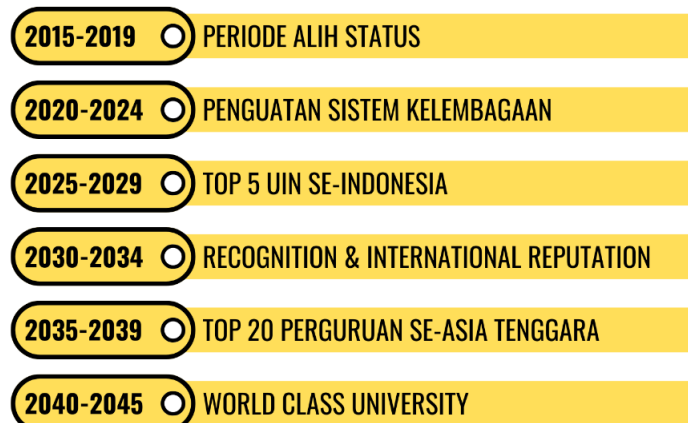 2015-2019 PERIODE ALIH STATUS
2020-2024 PENGUATAN SISTEM KELEMBAGAAN
2025-2029 TOP 5 UIN SE-INDONESIA
2030-2034 RECOGNITION & INTERNATIONAL REPUTATION
2035-2039 TOP 20 PERGURUAN SE-ASIA TENGGARA
2040-2045 WORLD CLASS UNIVERSITY